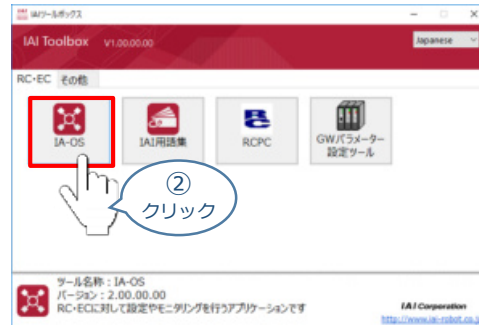 IAIツールボックス
IAI Toolbox V1.00.00.00
Japanese
RC・EC その他
IA-OS
IAI用語集
RCPC
GWパラメーター
設定ツール
②
クリック
ツール名称：IA-OS
バージョン：2.00.00.00
RC・ECに対して設定やモニタリングを行うアプリケーションです
IAI Corporation
http://www.iai-robot.co.jp